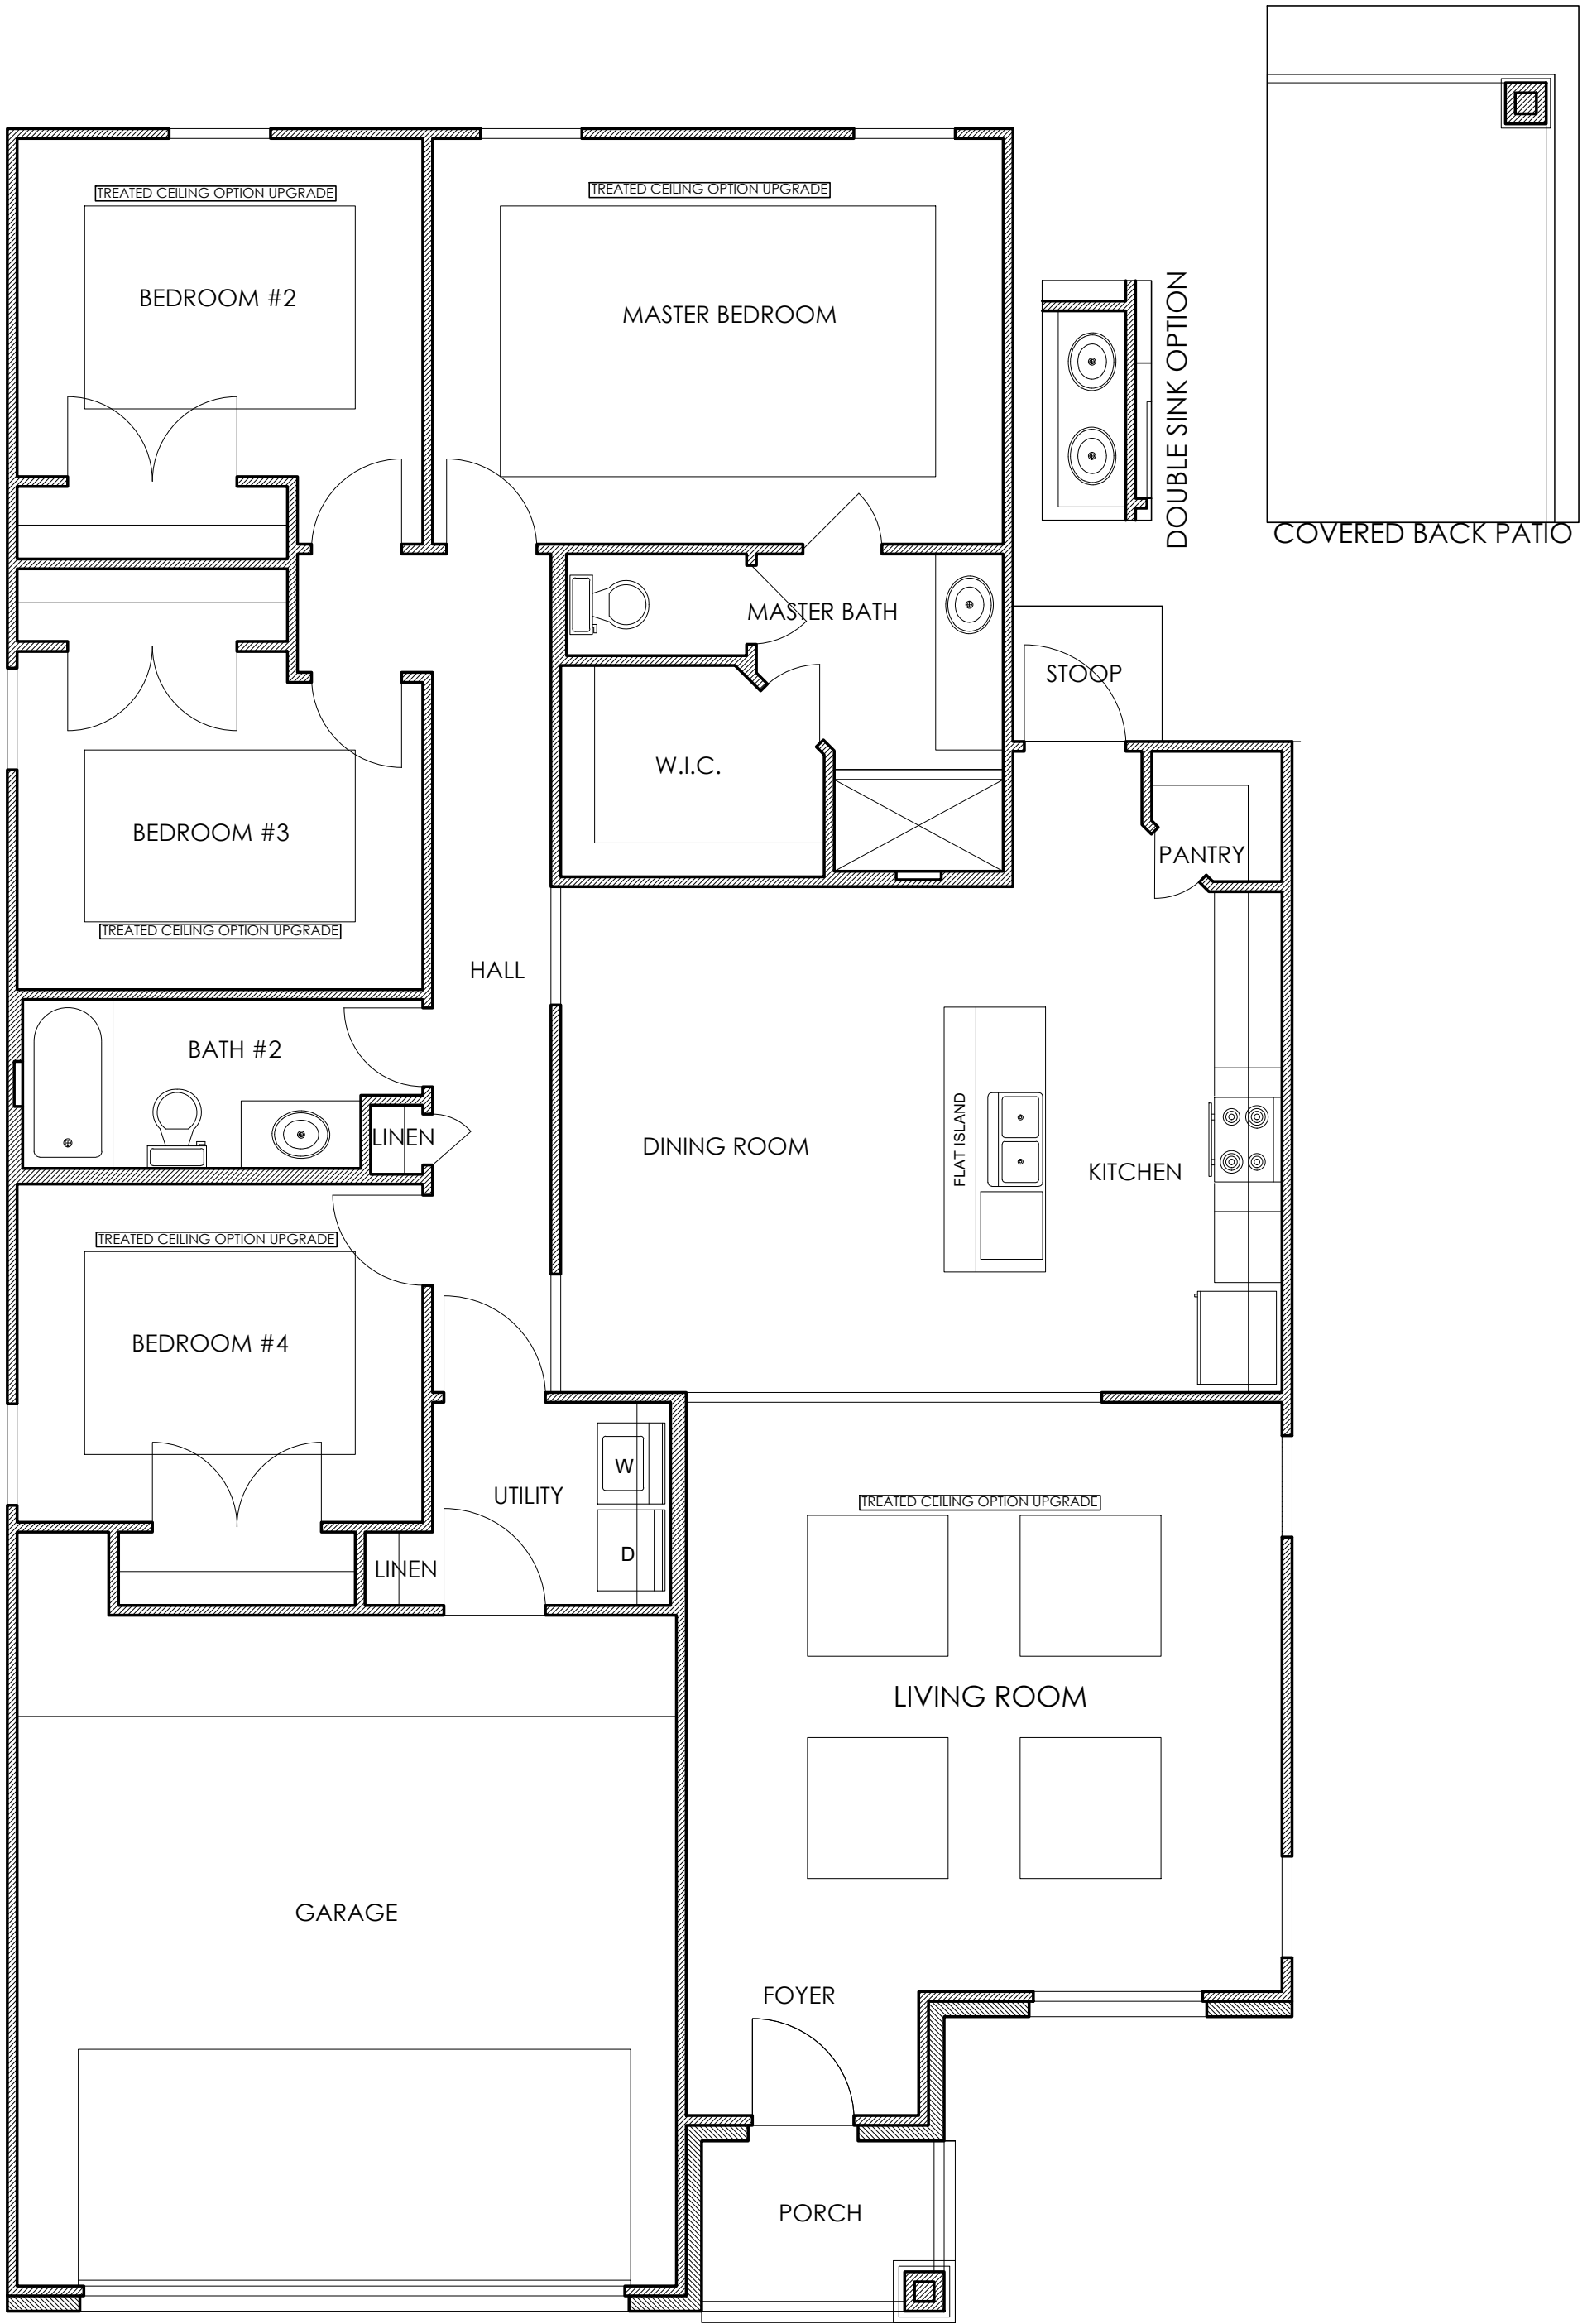 TREATED CEILING OPTION UPGRADE
TREATED CEILING OPTION UPGRADE
BEDROOM #2
MASTER BEDROOM
DOUBLE SINK OPTION
COVERED BACK PATIO
MASTER BATH
STOOP
W.I.C.
BEDROOM #3
PANTRY
TREATED CEILING OPTION UPGRADE
HALL
BATH #2
LINEN
DINING ROOM
FLAT ISLAND
KITCHEN
TREATED CEILING OPTION UPGRADE
BEDROOM #4
W
UTILITY
TREATED CEILING OPTION UPGRADE
D
LINEN
LIVING ROOM
GARAGE
FOYER
PORCH